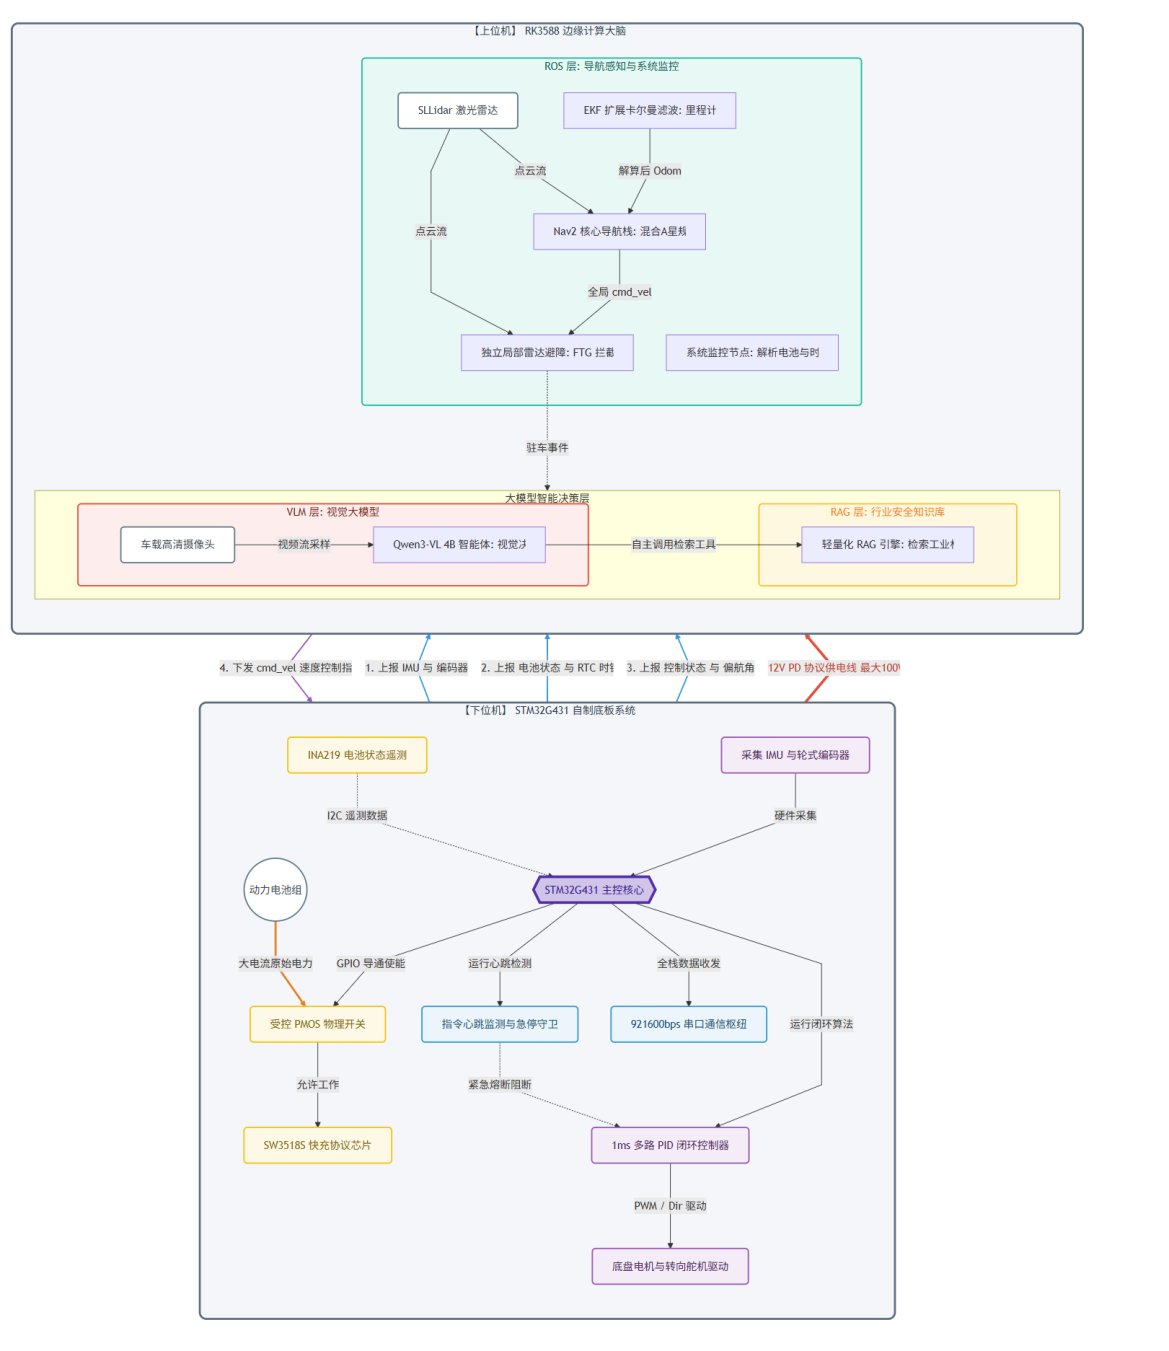 【上位机】 RK3588 边缘计算大脑
ROS 层: 导航感知与系统监控
SLLidar 激光雷达
EKF 扩展卡尔曼滤波: 里程计
点云流
解算后 Odom
点云流
Nav2 核心导航栈: 混合A星规
全局 cmd_vel
独立局部雷达避障: FTG 拦截
系统监控节点: 解析电池与时
驻车事件
大模型智能决策层
VLM 层: 视觉大模型
RAG 层: 行业安全知识库
车载高清摄像头
视频流采样
Qwen3-VL 4B 智能体: 视觉决
自主调用检索工具
轻量化 RAG 引擎: 检索工业
4. 下发 cmd_vel 速度控制指
1. 上报 IMU 与 编码器
2. 上报 电池状态 与 RTC 时钟
3. 上报 控制状态 与 偏航角
12V PD 协议供电线 最大100W
【下位机】 STM32G431 自制底板系统
INA219 电池状态遥测
采集 IMU 与轮式编码器
I2C 遥测数据
硬件采集
动力电池组
STM32G431 主控核心
大电流原始电力
GPIO 导通使能
运行心跳检测
全栈数据收发
受控 PMOS 物理开关
指令心跳监测与急停守卫
921600bps 串口通信枢纽
运行闭环算法
允许工作
紧急熔断阻断
SW3518S 快充协议芯片
1ms 多路 PID 闭环控制器
PWM / Dir 驱动
底盘电机与转向舵机驱动